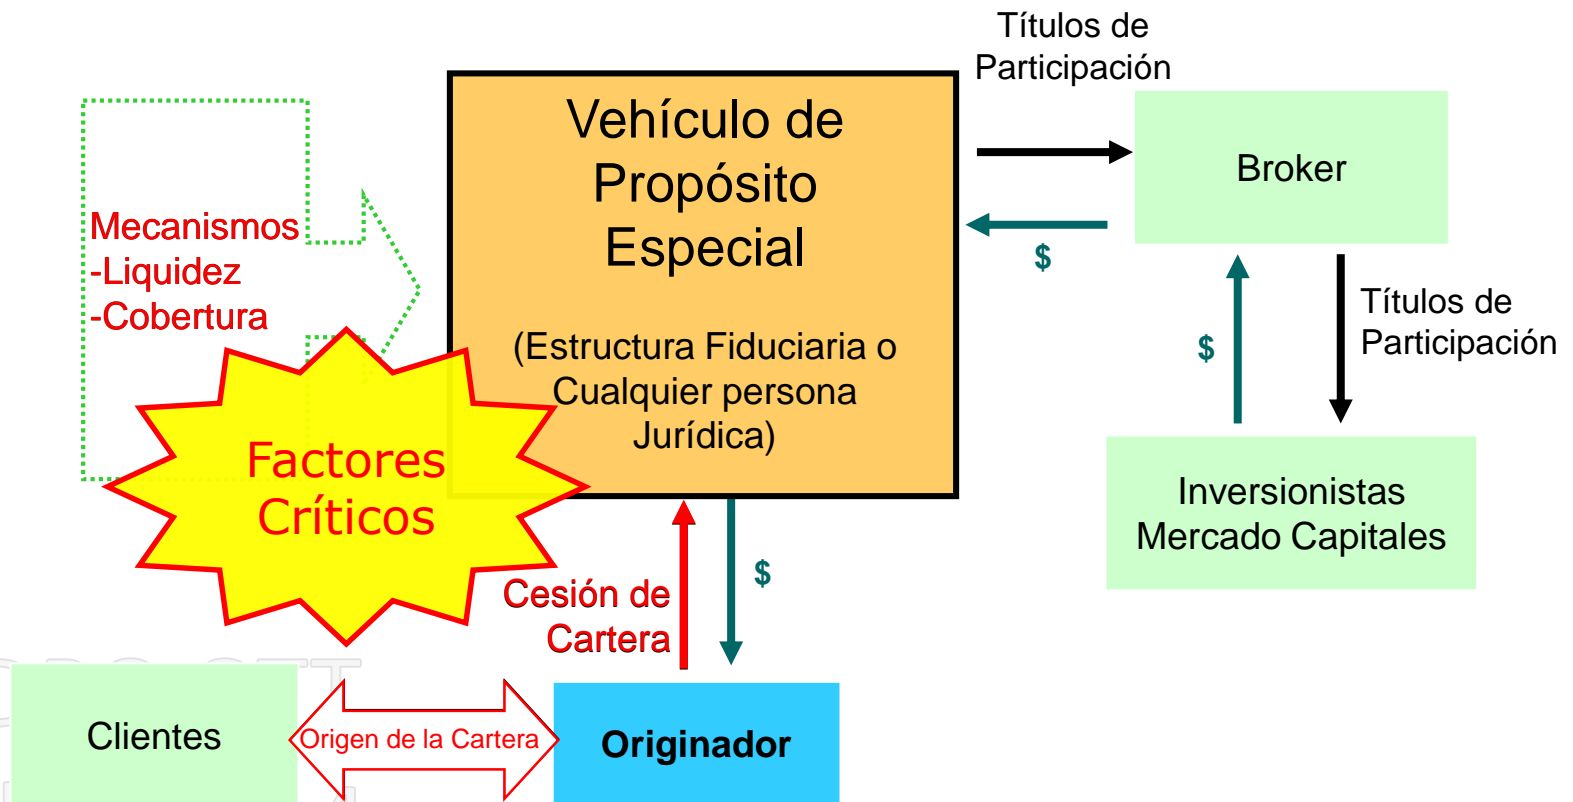 Títulos de
Participación
Vehículo de
Propósito
Especial
(Estructura Fiduciaria o
Cualquier persona
Jurídica)
Broker
$
Mecanismos
-Liquidez
-Cobertura
Títulos de
Participación
$
Factores
Críticos
Inversionistas
Mercado Capitales
Cesión de
Cartera
$
Clientes
Origen de la Cartera
Originador